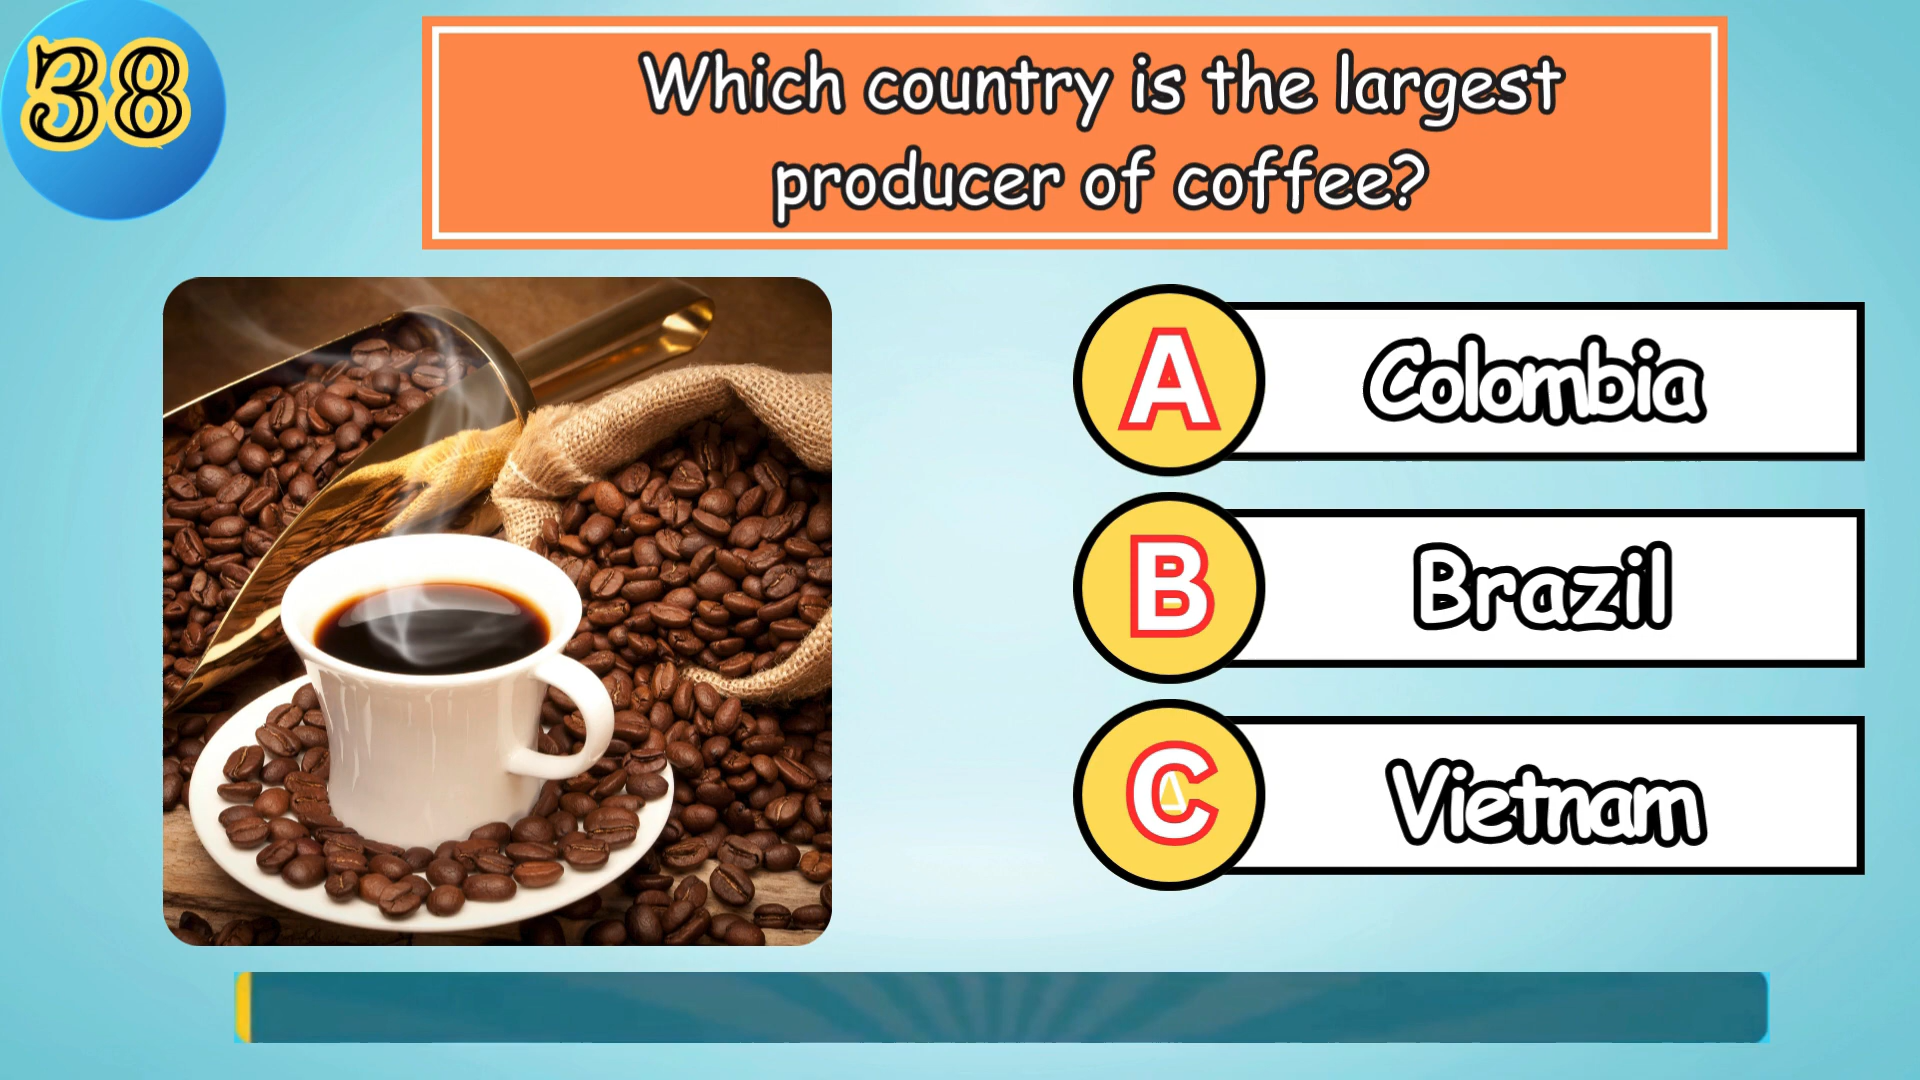 38
Which country is the largest
producer of coffee?
A Colombia
B Brazil
C Vietnam